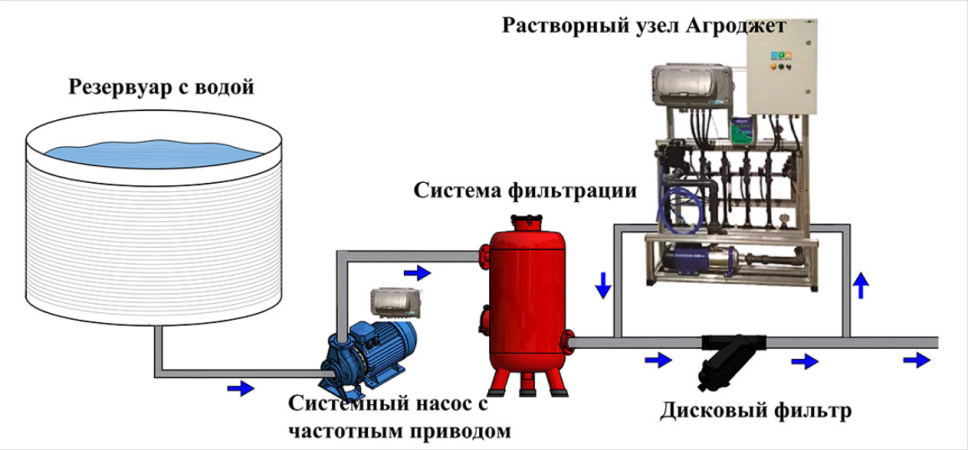 Растворный узел Агроджет
Резервуар с водой
Система фильтрации
Системный насос с
частотным приводом
Дисковый фильтр